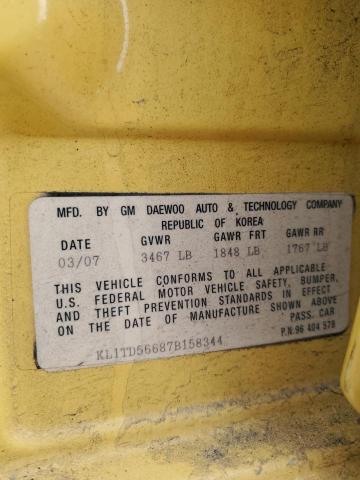 MFD. BY GM DAEWOO AUTO & TECHNOLOGY COMPANY
REPUBLIC OF KOREA
DATE GVWR GAWR FRT GAWR RR
03/07 3467 LB 1848 LB 1767 LB
THIS VEHICLE CONFORMS TO ALL APPLICABLE
U.S. FEDERAL MOTOR VEHICLE SAFETY, BUMPER,
AND THEFT PREVENTION STANDARDS IN EFFECT
ON THE DATE OF MANUFACTURE SHOWN ABOVE
PASS. CAR
KL1TD56687B158344
P.N.96 404 578